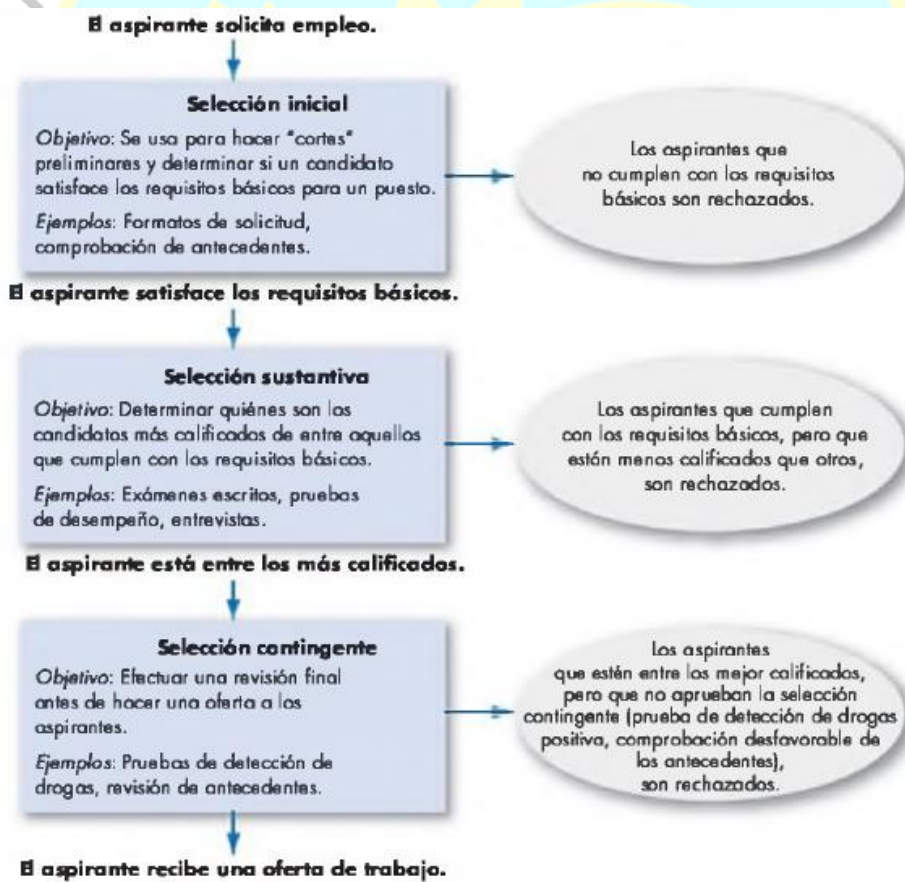 El aspirante solicita empleo.
Selección inicial
Objetivo: Se usa para hacer "cortes"
preliminares y determinar si un candidato
satisface los requisitos básicos para un puesto.
Ejemplos: Formatos de solicitud,
comprobación de antecedentes.
Los aspirantes que
no cumplen con los requisitos
básicos son rechazados.
El aspirante satisface los requisitos básicos.
Selección sustantiva
Objetivo: Determinar quiénes son los
candidatos más calificados de entre aquellos
que cumplen con los requisitos básicos.
Ejemplos: Exámenes escritos, pruebas
de desempeño, entrevistas.
Los aspirantes que cumplen
con los requisitos básicos, pero que
están menos calificados que otros,
son rechazados.
El aspirante está entre los más calificados.
Selección contingente
Objetivo: Efectuar una revisión final
antes de hacer una oferta a los
aspirantes.
Ejemplos: Pruebas de detección de
drogas, revisión de antecedentes.
Los aspirantes
que estén entre los mejor calificados,
pero que no aprueban la selección
contingente (prueba de detección de drogas
positiva, comprobación desfavorable de
los antecedentes),
son rechazados.
El aspirante recibe una oferta de trabajo.